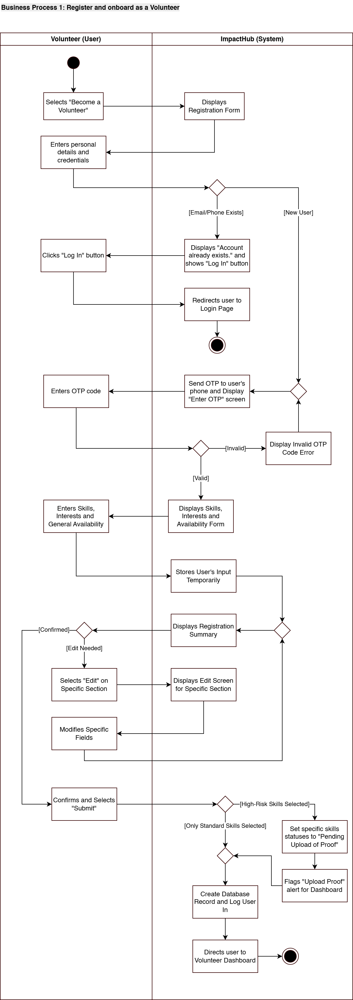 Business Process 1: Register and onboard as a Volunteer
Volunteer (User)
ImpactHub (System)
Selects "Become a
Volunteer"
Displays
Registration Form
Enters personal
details and
credentials
[Email/Phone Exists]
[New User]
Clicks "Log In" button
Displays "Account
already exists." and
shows "Log In" button
Redirects user to
Login Page
Enters OTP code
Send OTP to user's
phone and Display
"Enter OTP" screen
[Invalid]
Display Invalid OTP
Code Error
[Valid]
Enters Skills,
Interests and
General Availability
Displays Skills,
Interests and
Availability Form
Stores User's Input
Temporarily
[Confirmed]
Displays Registration
Summary
[Edit Needed]
Selects "Edit" on
Specific Section
Displays Edit Screen
for Specific Section
Modifies Specific
Fields
Confirms and Selects
"Submit"
[High-Risk Skills Selected]
[Only Standard Skills Selected]
Set specific skills
statuses to "Pending
Upload of Proof"
Flags "Upload Proof"
alert for Dashboard
Create Database
Record and Log User
In
Directs user to
Volunteer Dashboard